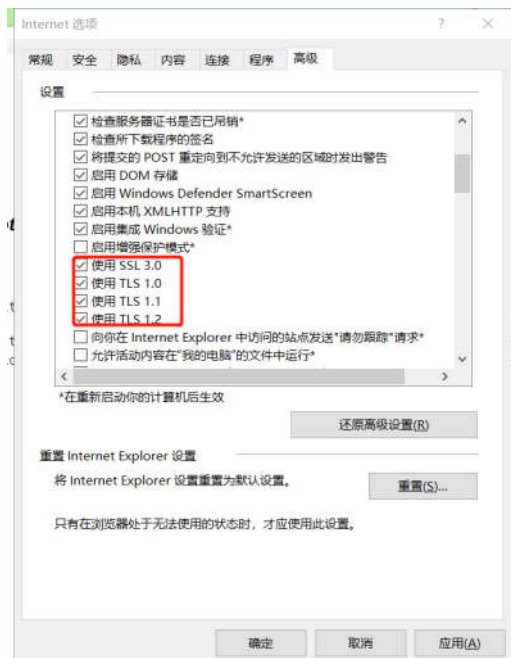 Internet 选项
? ×
常规 安全 隐私 内容 连接 程序 高级
设置
检查服务器证书是否已吊销*
检查所下载程序的签名
将提交的 POST 重定向到不允许发送的区域时发出警告
启用 DOM 存储
启用 Windows Defender SmartScreen
启用本机 XMLHTTP 支持
启用集成 Windows 验证*
启用增强保护模式*
使用 SSL 3.0
使用 TLS 1.0
使用 TLS 1.1
使用 TLS 1.2
向你在 Internet Explorer 中访问的站点发送"请勿跟踪"请求*
允许活动内容在"我的电脑"的文件中运行*
*在重新启动你的计算机后生效
还原高级设置(R)
重置 Internet Explorer 设置
将 Internet Explorer 设置重置为默认设置。
重置(S)...
只有在浏览器处于无法使用的状态时，才应使用此设置。
确定 取消 应用(A)